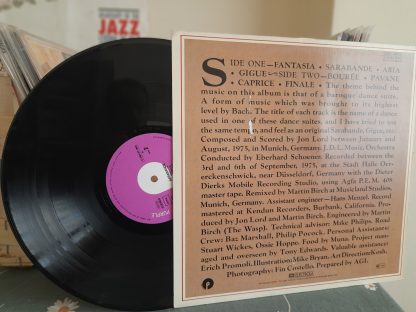 JAZZ
PURPLE
SIDE ONE—FANTASIA • SARABANDE • ARIA
• GIGUE—SIDE TWO—BOURÉE • PAVANE
• CAPRICE • FINALE • The theme behind the
music on this album is that of a baroque dance suite,
A form of music which was brought to its highest
level by Bach. The title of each track is the name of a dance
used in one of these dance suites, and I have tried to use
the same tempo, and feel as an original Sarabande, Gigue, etc.
Composed and Scored by Jon Lord between January and
August, 1975, in Munich, Germany. J.D.L. Music. Orchestra
Conducted by Eberhard Schoener. Recorded between the
3rd and 6th of September, 1975, at the Stadt Halle Oer-
erkenschwick, near Düsseldorf, Germany with the Dieter
Dierks Mobile Recording Studio, using Agfa P.E.M. 468
master tape. Remixed by Martin Birch at Musicland Studios,
Munich, Germany. Assistant engineer—Hans Menzel. Pro-
mastered at Kendun Recorders, Burbank, California. Pro-
duced by Jon Lord and Martin Birch. Engineered by Martin
Birch (The Wasp). Technical advisor: Mike Philips. Road
Crew: Baz Marshall, Philip Pocock. Personal Assistance:
Stuart Wickes, Ossie Hoppe. Food by Muna. Project man-
aged and overseen by Tony Edwards. Valuable assistance:
Erich Promoli. Illustration: Mike Bryan. Art Direction: Kenh.
Photography: Fin Costello. Prepared by AGI.